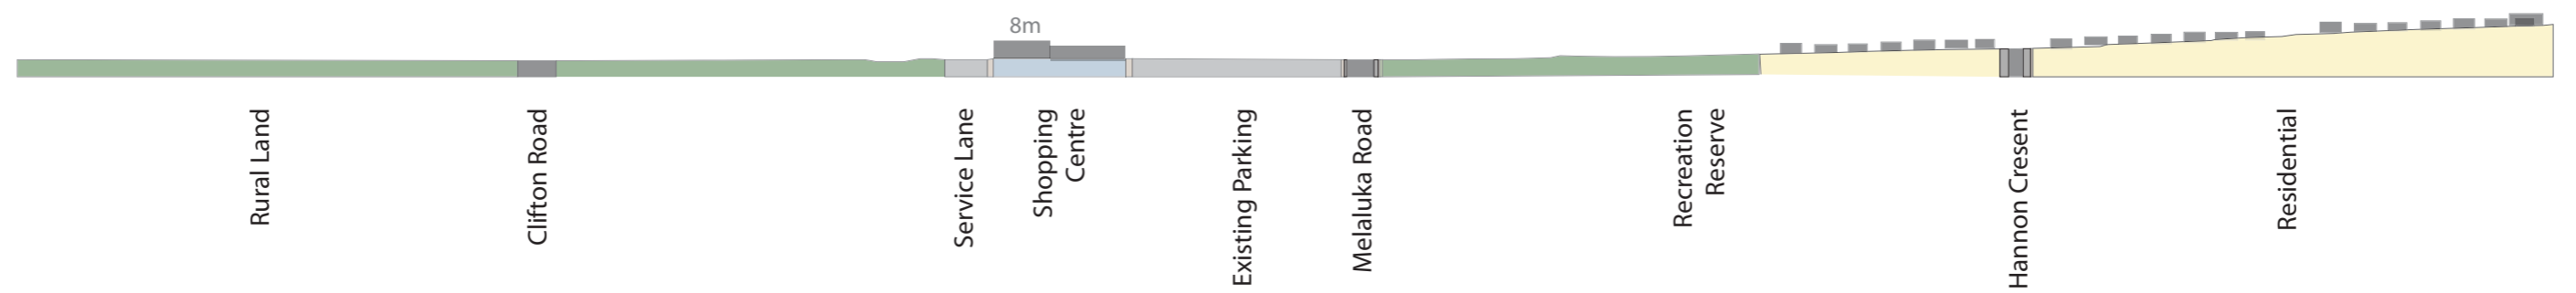 8m
Rural Land
Clifton Road
Service Lane
Shopping
Centre
Existing Parking
Melaluka Road
Recreation
Reserve
Hannon Cresent
Residential